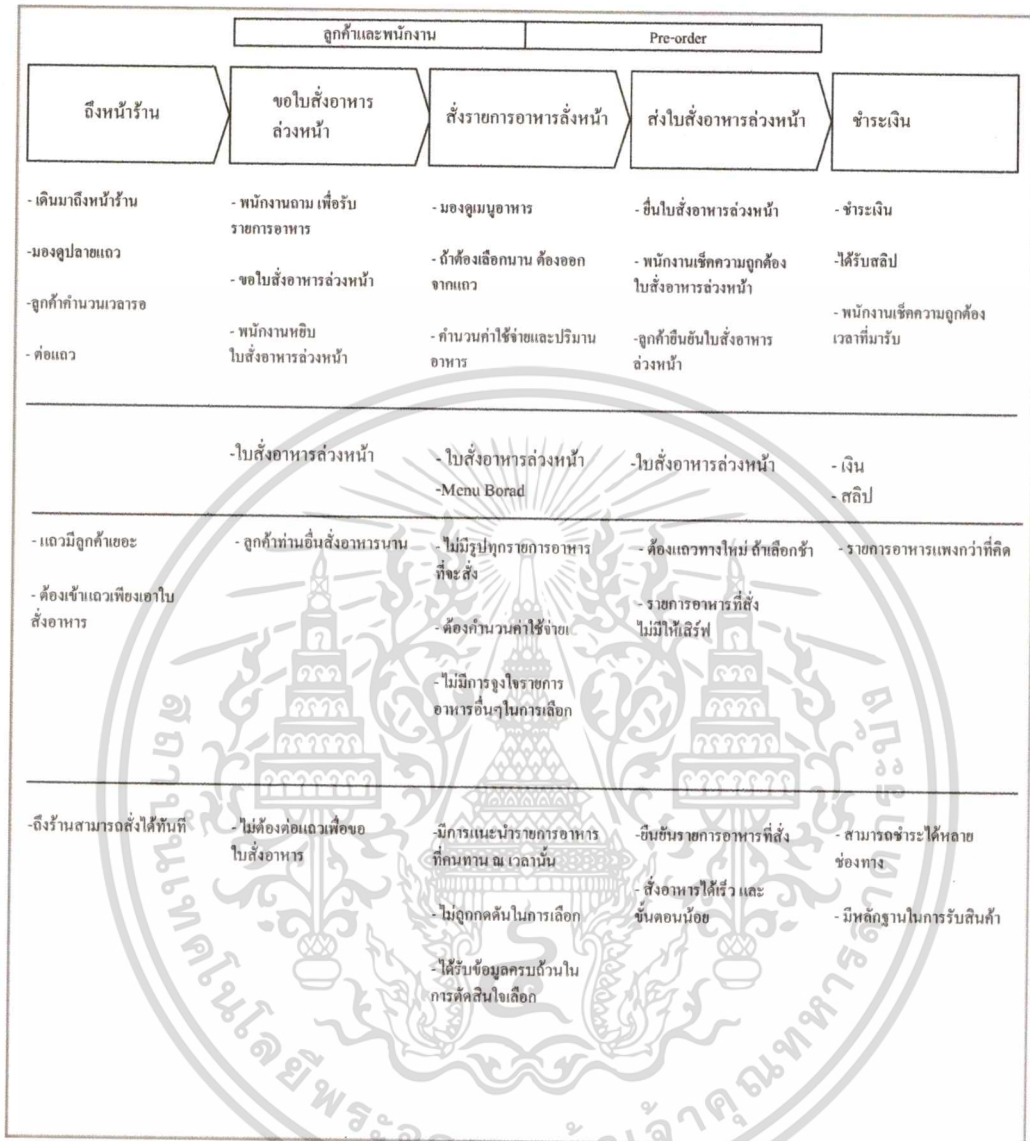 ลูกค้าและพนักงาน
Pre-order
ถึงหน้าร้าน
ขอใบสั่งอาหาร
ล่วงหน้า
สั่งรายการอาหารลั่งหน้า
ส่งใบสั่งอาหารล่วงหน้า
ชำระเงิน
- เดินมาถึงหน้าร้าน
-มองดูปลายแถว
-ลูกค้าคำนวนเวลารอ
- ต่อแถว
- พนักงานถาม เพื่อรับ
รายการอาหาร
- ขอใบสั่งอาหารล่วงหน้า
- พนักงานหยิบ
ใบสั่งอาหารล่วงหน้า
- มองดูเมนูอาหาร
- ถ้าต้องเลือกนาน ต้องออก
จากแถว
- คำนวนค่าใช้จ่ายและปริมาน
อาหาร
- ยื่นใบสั่งอาหารล่วงหน้า
- พนักงานเช็คความถูกต้อง
ใบสั่งอาหารล่วงหน้า
-ลูกค้ายืนยันใบสั่งอาหาร
ล่วงหน้า
- ชำระเงิน
-ได้รับสลิป
- พนักงานเช็คความถูกต้อง
เวลาที่มารับ
-ใบสั่งอาหารล่วงหน้า
- ใบสั่งอาหารล่วงหน้า
-Menu Borad
-ใบสั่งอาหารล่วงหน้า
- เงิน
- สลิป
- แถวมีลูกค้าเยอะ
- ต้องเข้าแถวเพียงเอาใบ
สั่งอาหาร
- ลูกค้าท่านอื่นสั่งอาหารนาน
- ไม่มีรูปทุกรายการอาหาร
ที่จะสั่ง
- ต้องคำนวนค่าใช้จ่ายเ
- ไม่มีการจูงใจรายการ
อาหารอื่นๆในการเลือก
- ต้องแถวทางใหม่ ถ้าเลือกช้า
- รายการอาหารที่สั่ง
ไม่มีให้เสิร์ฟ
- รายการอาหารแพงกว่าที่คิด
-ถึงร้านสามารถสั่งได้ทันที
- ไม่ต้องต่อแถวเพื่อขอ
ใบสั่งอาหาร
-มีการแนะนำรายการอาหาร
ที่คนทาน ณ เวลานั้น
- ไม่ถูกกดดันในการเลือก
- ได้รับข้อมูลครบถ้วนใน
การตัดสินใจเลือก
-ยืนยันรายการอาหารที่สั่ง
- สั่งอาหารได้เร็ว และ
ขั้นตอนน้อย
- สามารถชำระได้หลาย
ช่องทาง
- มีหลักฐานในการรับสินค้า